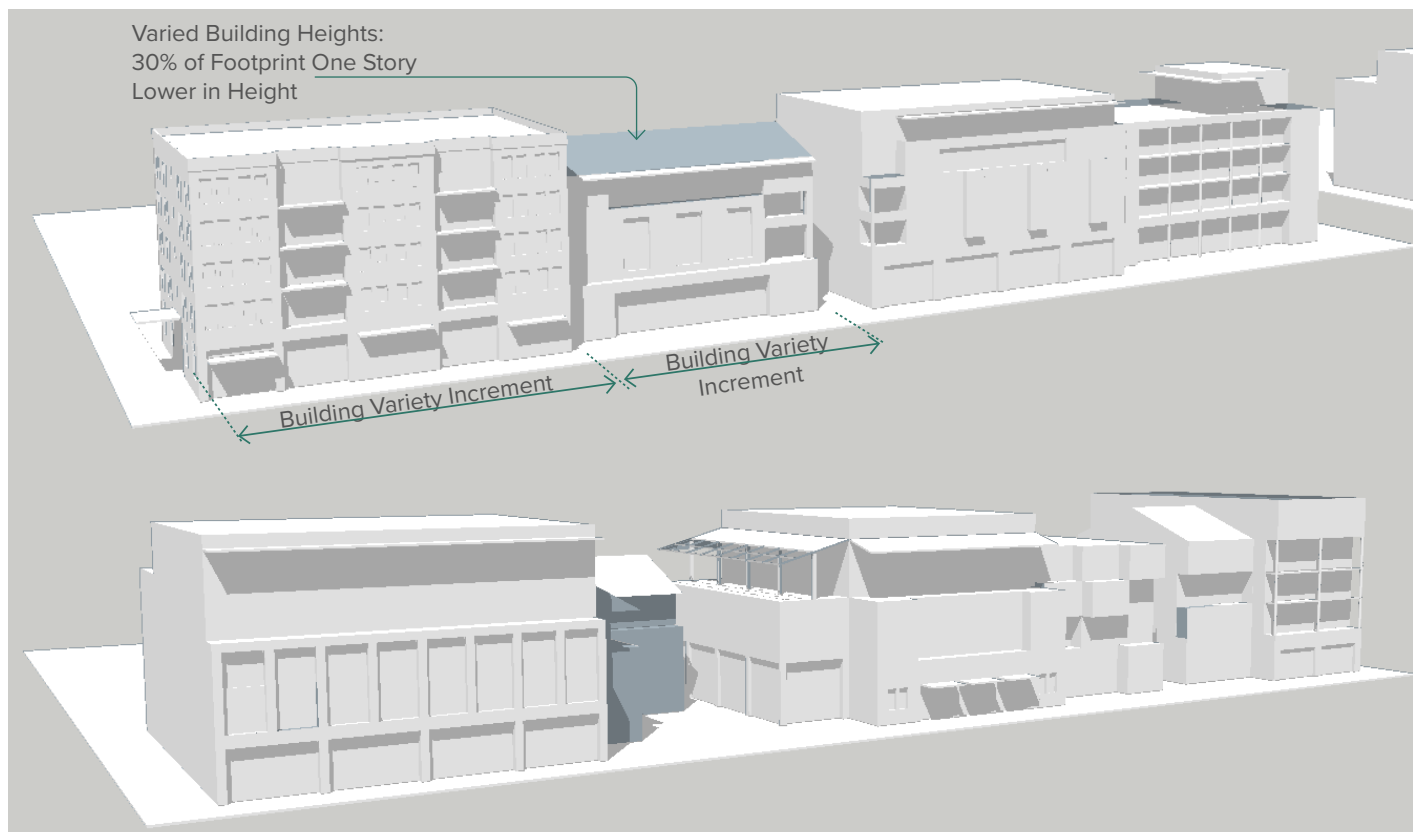 Varied Building Heights:
30% of Footprint One Story
Lower in Height
Building Variety Increment
Building Variety
Increment